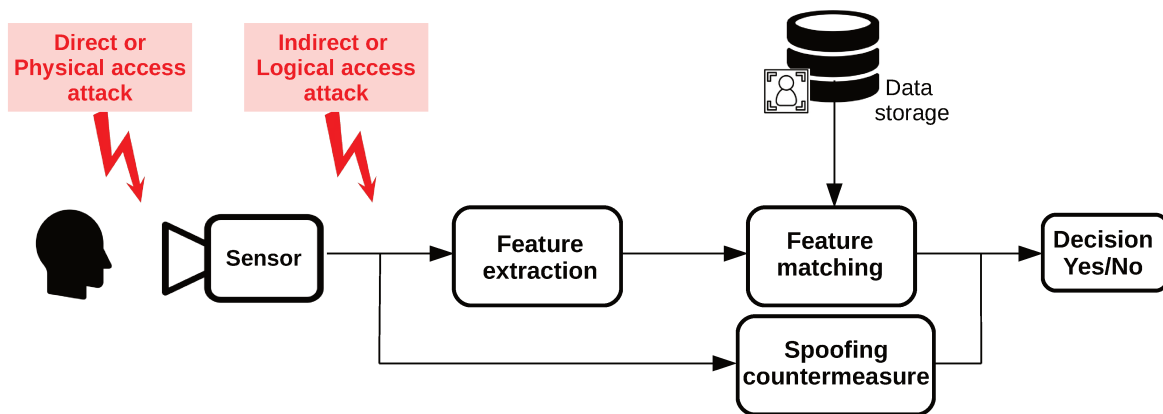 Direct or
Physical access
attack
Indirect or
Logical access
attack
Data
storage
Sensor
Feature
extraction
Feature
matching
Decision
Yes/No
Spoofing
countermeasure